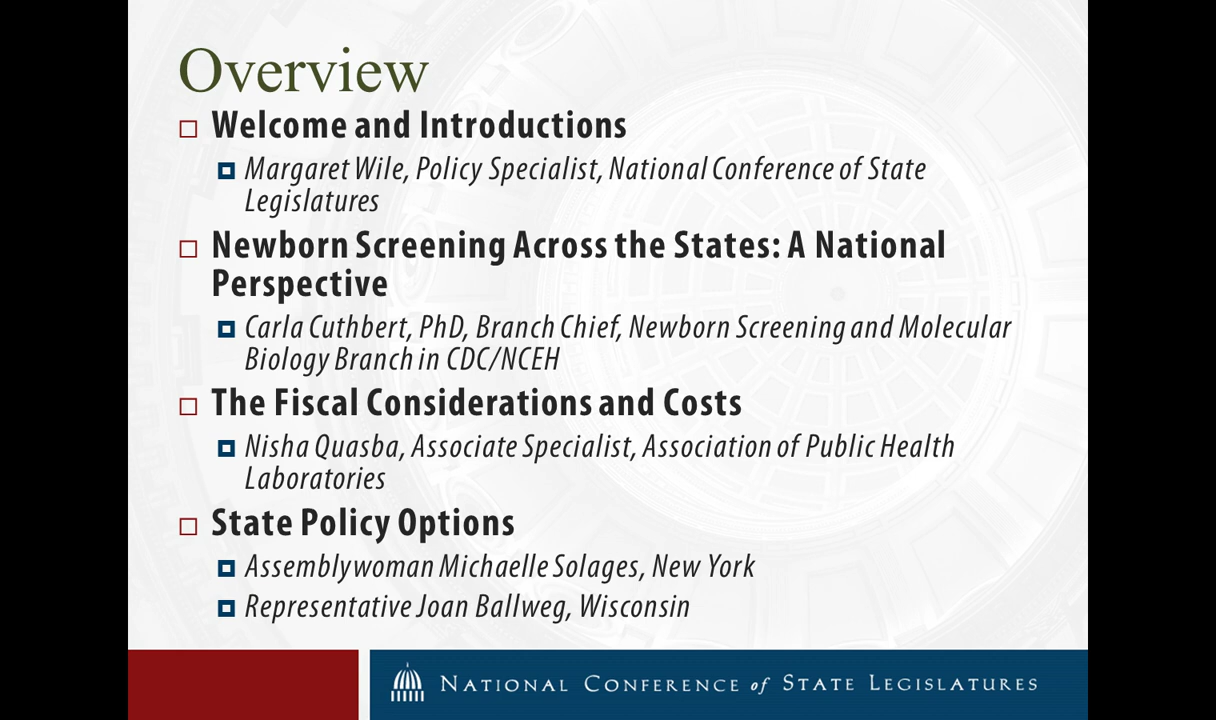 Overview
Welcome and Introductions
Margaret Wile, Policy Specialist, National Conference of State
Legislatures
Newborn Screening Across the States: A National
Perspective
Carla Cuthbert, PhD, Branch Chief, Newborn Screening and Molecular
Biology Branch in CDC/NCEH
The Fiscal Considerations and Costs
Nisha Quasba, Associate Specialist, Association of Public Health
Laboratories
State Policy Options
Assemblywoman Michaelle Solages, New York
Representative Joan Ballweg, Wisconsin
NATIONAL CONFERENCE of STATE LEGISLATURES